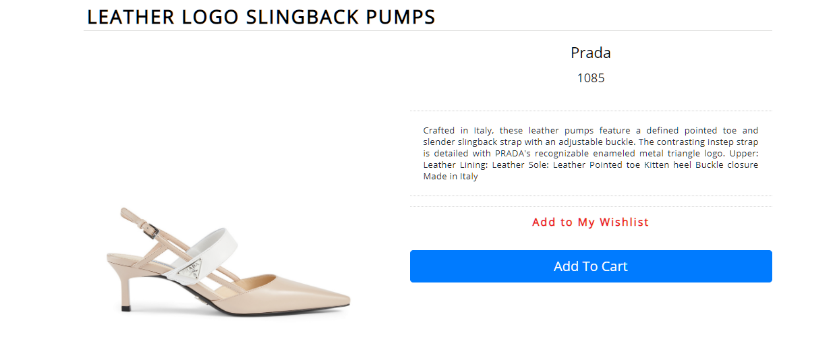 LEATHER LOGO SLINGBACK PUMPS
Prada
1085
Crafted in Italy, these leather pumps feature a defined pointed toe and
slender slingback strap with an adjustable buckle. The contrasting instep strap
is detailed with PRADA's recognizable enameled metal triangle logo. Upper:
Leather Lining: Leather Sole: Leather Pointed toe Kitten heel Buckle closure
Made in Italy
Add to My Wishlist
Add To Cart